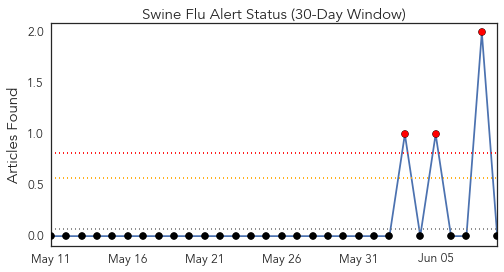 Swine Flu Alert Status (30-Day Window)
Articles Found
2.0
1.5
1.0
0.5
0.0
May 11
May 16
May 21
May 26
May 31
Jun 05